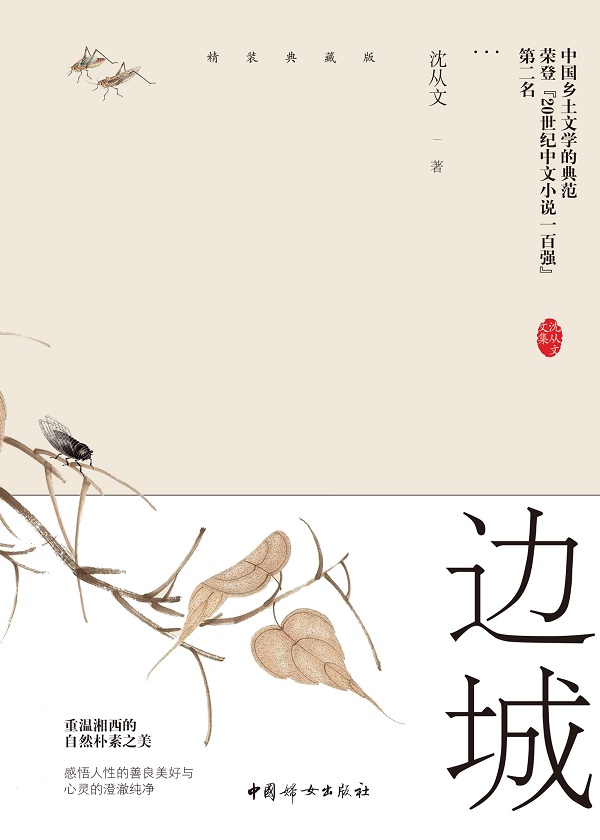 精装典藏版
中国乡土文学的典范
荣登『20世纪中文小说一百强』
第二名
···
沈从文
著
沈从文
文集
边城
重温湘西的
自然朴素之美
感悟人性的善良美好与
心灵的澄澈纯净
中国妇女出版社